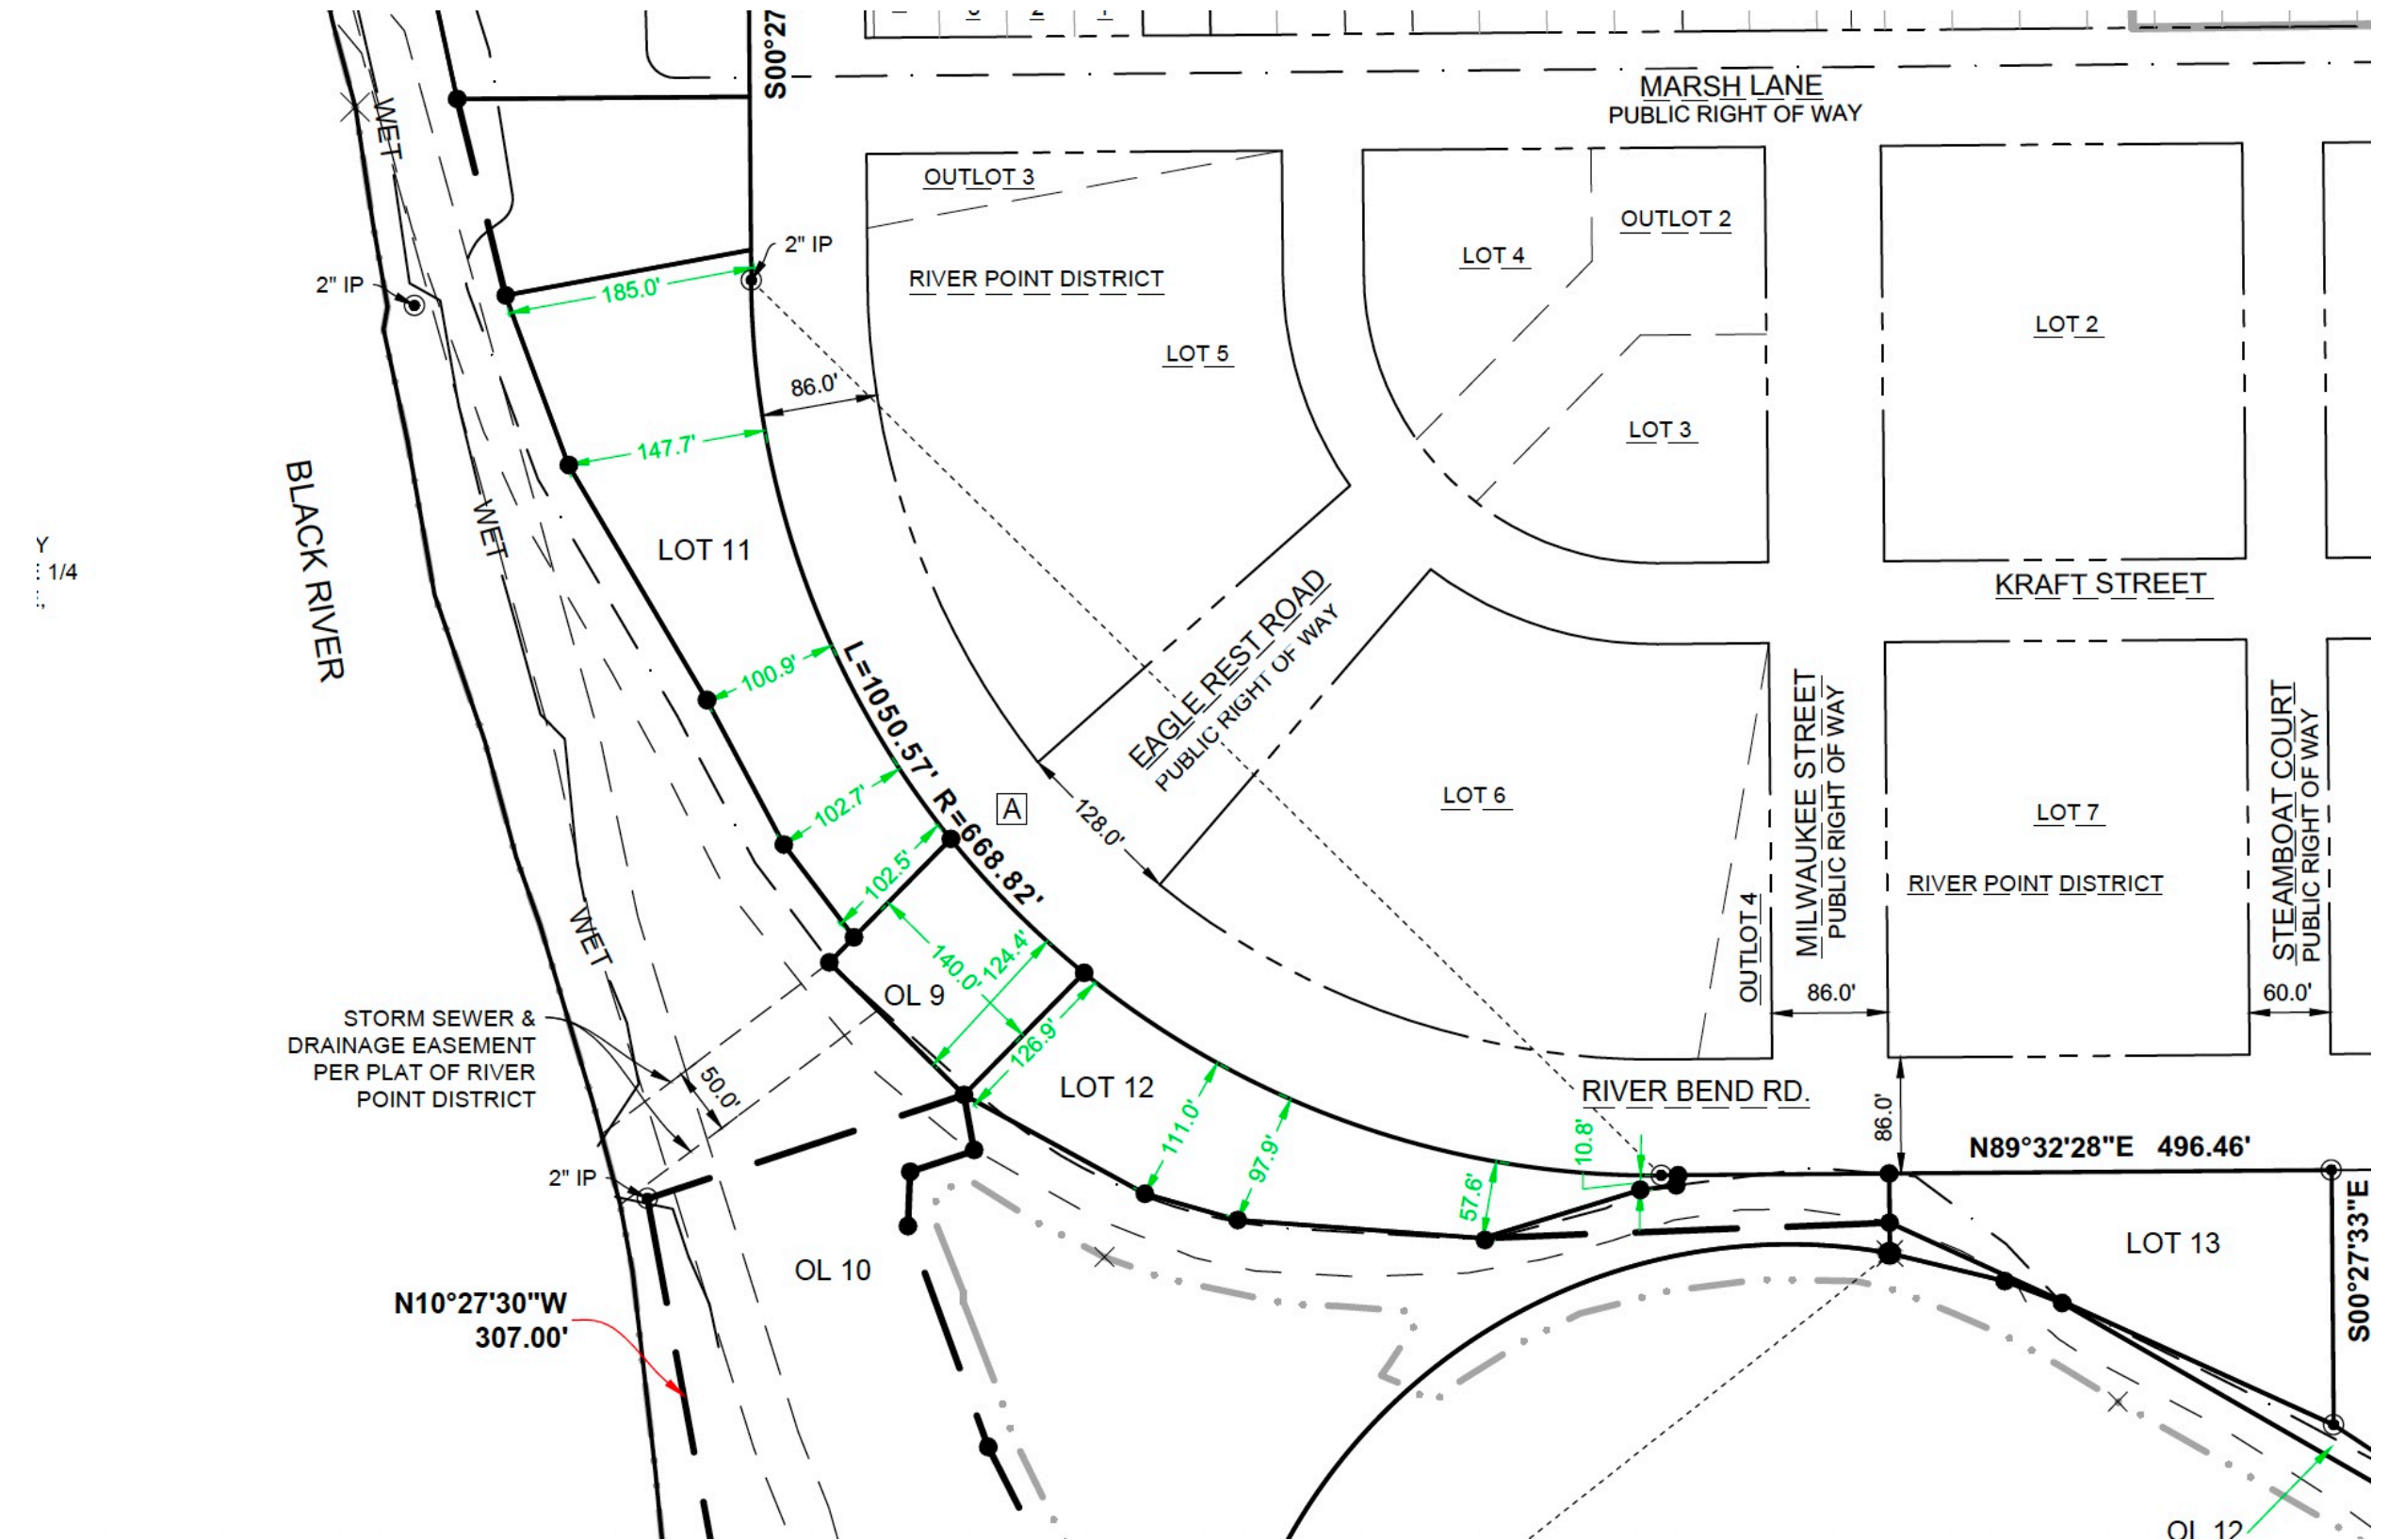 S00°27
MARSH LANE
PUBLIC RIGHT OF WAY
WET
OUTLOT 3
OUTLOT 2
LOT 4
2" IP
2" IP
185.0'
RIVER POINT DISTRICT
LOT 2
LOT 5
86.0'
147.7'
LOT 3
BLACK RIVER
WET
LOT 11
Y
E 1/4
KRAFT STREET
EAGLE REST ROAD
PUBLIC RIGHT OF WAY
100.9'
L=1050.57' R=668.82'
MILWAUKEE STREET
PUBLIC RIGHT OF WAY
STEAMBOAT COURT
PUBLIC RIGHT OF WAY
102.7'
A
128.0'
LOT 6
LOT 7
102.5'
RIVER POINT DISTRICT
WET
140.0'
124.4'
OUTLOT 4
OL 9
86.0'
60.0'
STORM SEWER &
DRAINAGE EASEMENT
PER PLAT OF RIVER
POINT DISTRICT
50.0'
126.9'
LOT 12
RIVER BEND RD.
86.0'
111.0'
97.9'
10.8'
57.6'
N89°32'28"E 496.46'
2" IP
S00°27'33"E
LOT 13
OL 10
N10°27'30"W
307.00'
OL 12